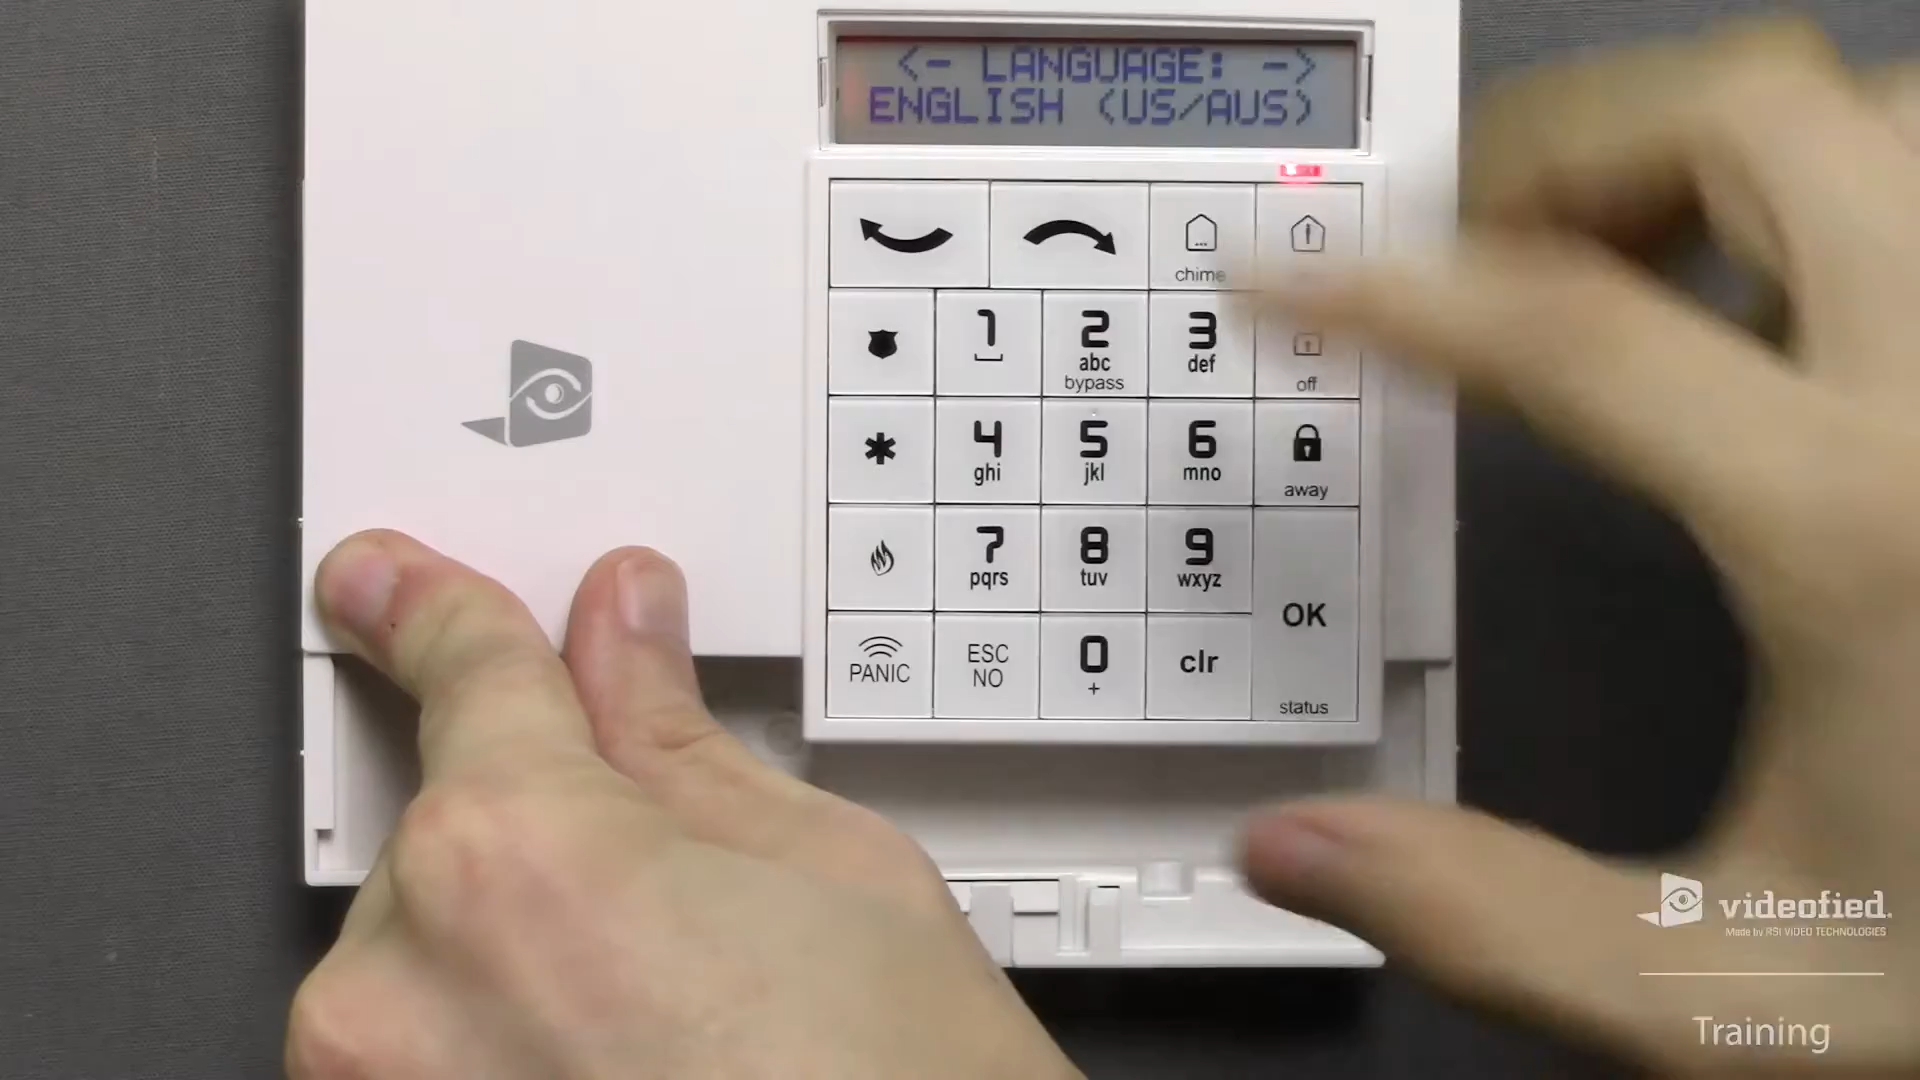 <- LANGUAGE: ->
ENGLISH (US/AUS)
chime
1
2
abc
bypass
3
def
off
*
4
ghi
5
jkl
6
mno
away
7
pqrs
8
tuv
9
wxyz
OK
status
PANIC
ESC
NO
0
+
clr
videofied.
Made by RSI VIDEO TECHNOLOGIES
Training